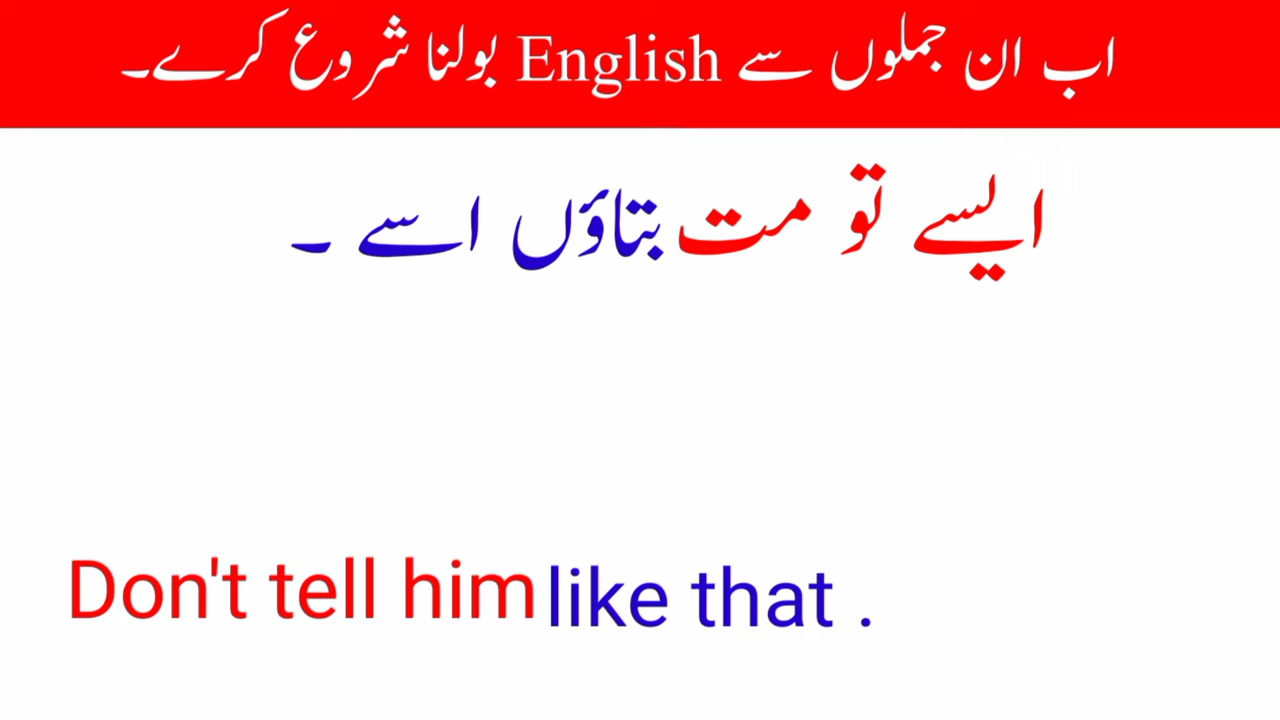 اب ان جملوں سے English بولنا شروع کرے۔
ایسے تو مت بتاؤں اسے ۔
Don't tell him like that .